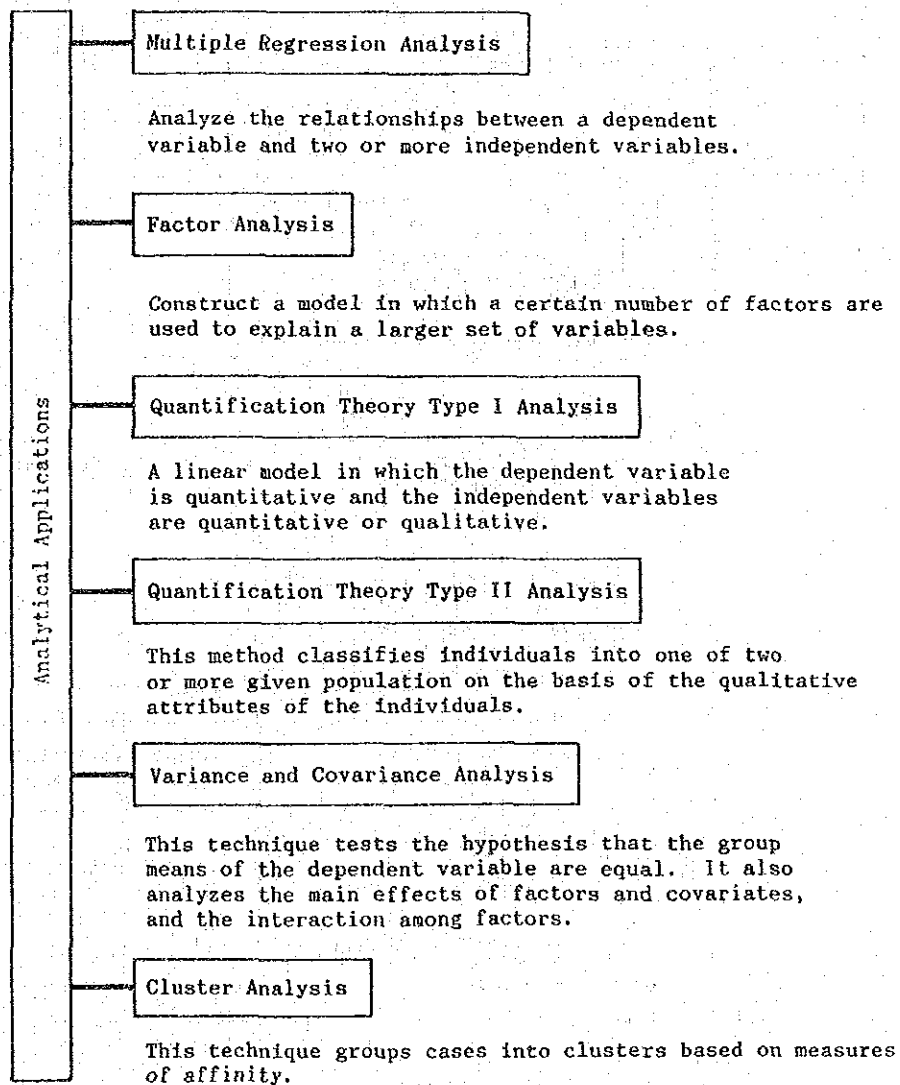 Analytical Applications
Multiple Regression Analysis
Analyze the relationships between a dependent
variable and two or more independent variables.
Factor Analysis
Construct a model in which a certain number of factors are
used to explain a larger set of variables.
Quantification Theory Type I Analysis
A linear model in which the dependent variable
is quantitative and the independent variables
are quantitative or qualitative.
Quantification Theory Type II Analysis
This method classifies individuals into one of two
or more given population on the basis of the qualitative
attributes of the individuals.
Variance and Covariance Analysis
This technique tests the hypothesis that the group
means of the dependent variable are equal. It also
analyzes the main effects of factors and covariates,
and the interaction among factors.
Cluster Analysis
This technique groups cases into clusters based on measures
of affinity.